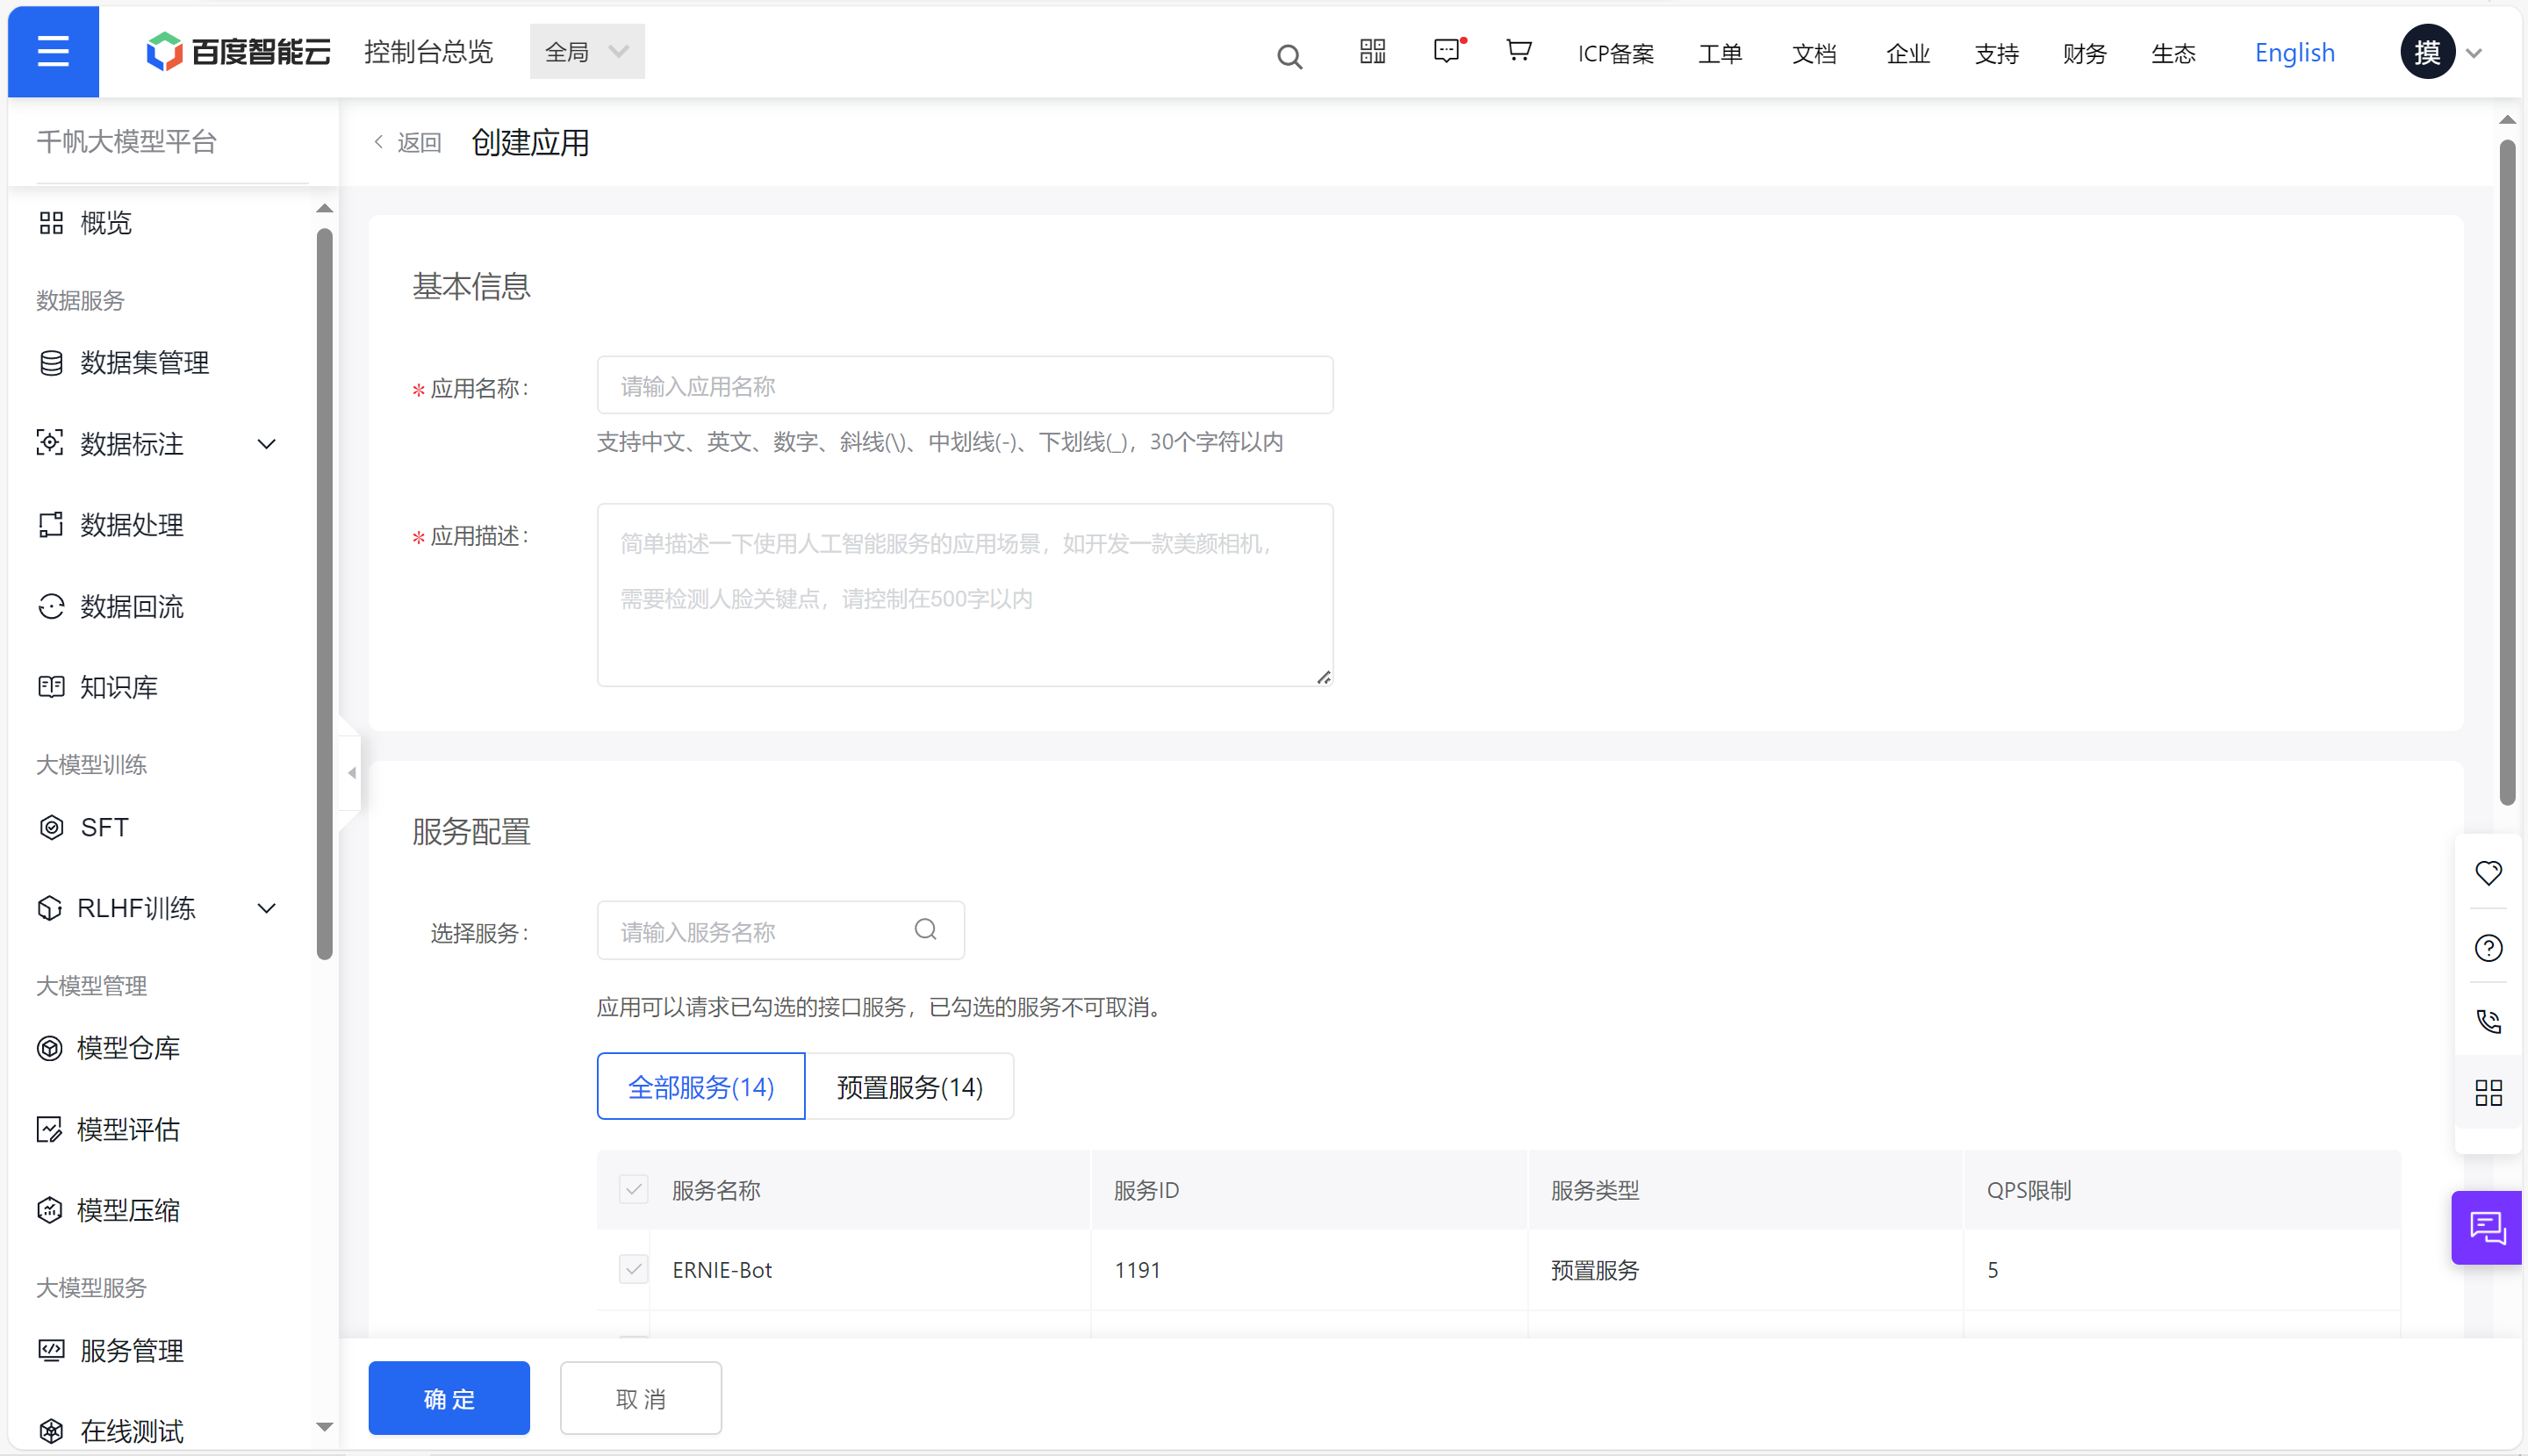 百度智能云 控制台总览 全局 ICP备案 工单 文档 企业 支持 财务 生态 English 摸
千帆大模型平台
概览
数据服务
数据集管理
数据标注
数据处理
数据回流
知识库
大模型训练
SFT
RLHF训练
大模型管理
模型仓库
模型评估
模型压缩
大模型服务
服务管理
在线测试
返回 创建应用
基本信息
* 应用名称: 请输入应用名称
支持中文、英文、数字、斜线(\)、中划线(-)、下划线(_)，30个字符以内
* 应用描述: 简单描述一下使用人工智能服务的应用场景，如开发一款美颜相机，
需要检测人脸关键点，请控制在500字以内
服务配置
选择服务: 请输入服务名称
应用可以请求已勾选的接口服务，已勾选的服务不可取消。
全部服务(14) 预置服务(14)
服务名称 服务ID 服务类型 QPS限制
ERNIE-Bot 1191 预置服务 5
确定 取消